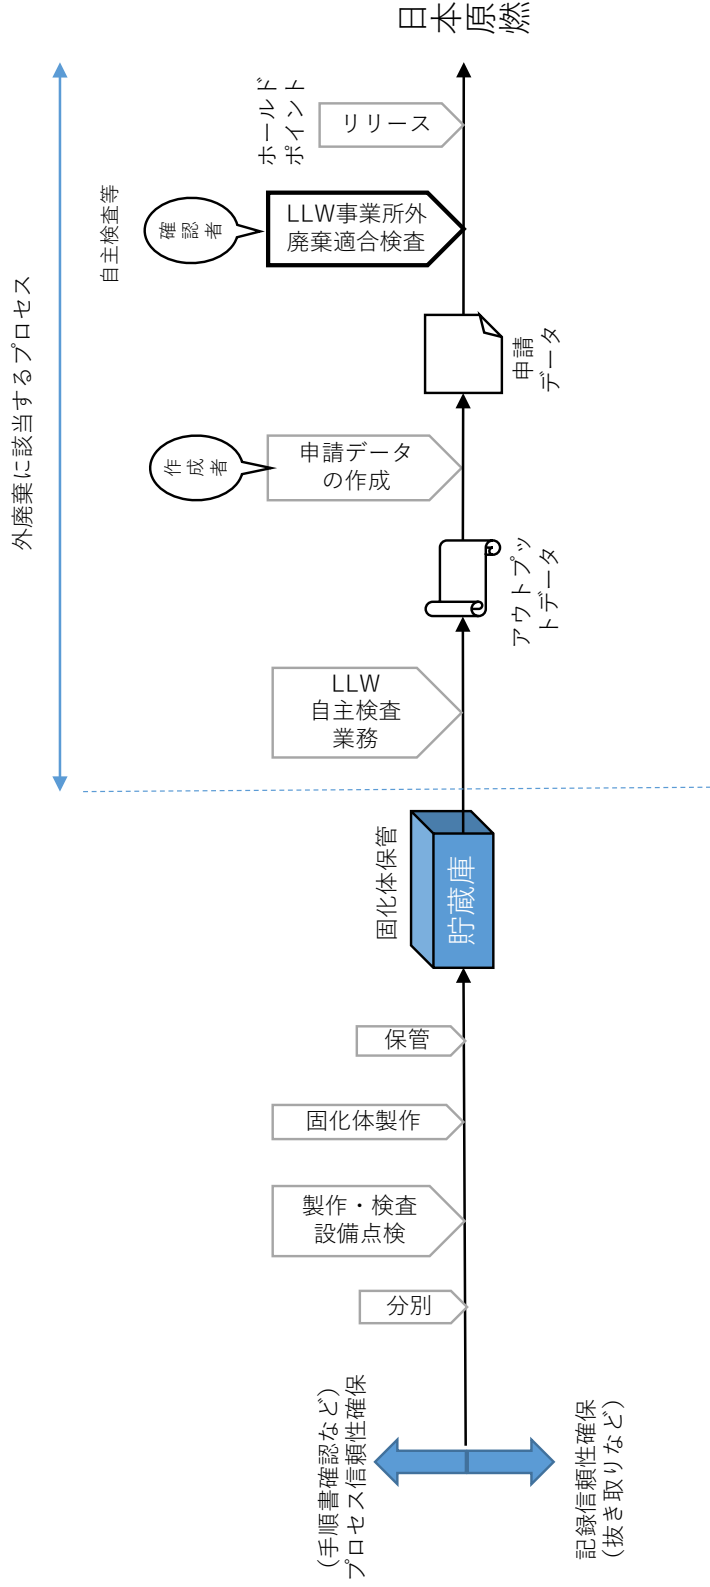 日本原燃
ホールド
ポイント
リリース
自主検査等
確認者
LLW事業所外
廃棄適合検査
外廃棄に該当するプロセス
申請
データ
作成者
申請データ
の作成
アウトプッ
トデータ
LLW
自主検査
業務
固化体保管
貯蔵庫
保管
固化体製作
製作・検査
設備点検
分別
(手順書確認など)
プロセス信頼性確保
記録信頼性確保
(抜き取りなど)